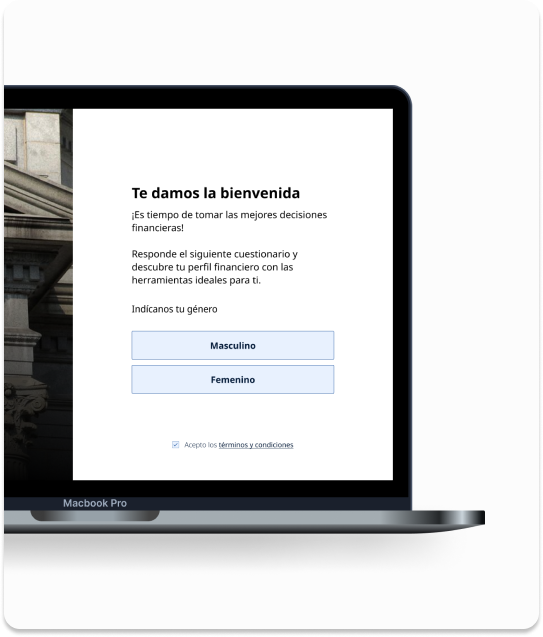 Te damos la bienvenida
¡Es tiempo de tomar las mejores decisiones
financieras!
Responde el siguiente cuestionario y
descubre tu perfil financiero con las
herramientas ideales para ti.
Indícanos tu género
Masculino
Femenino
Acepto los términos y condiciones
Macbook Pro